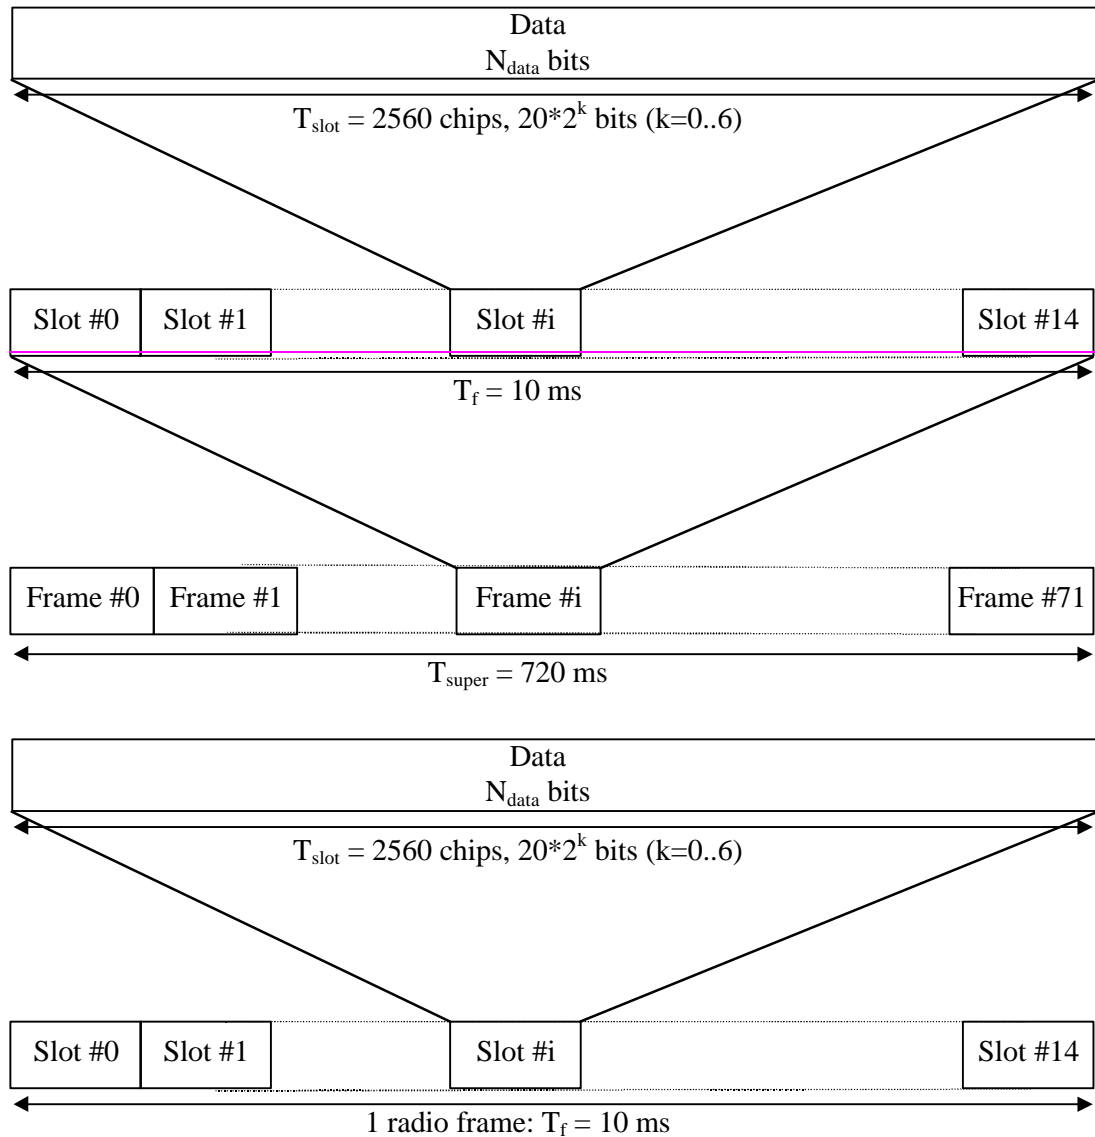 Data
N_data bits
T_slot = 2560 chips, 20*2^k bits (k=0..6)
Slot #0 Slot #1 Slot #i Slot #14
T_f = 10 ms
Frame #0 Frame #1 Frame #i Frame #71
T_super = 720 ms
Data
N_data bits
T_slot = 2560 chips, 20*2^k bits (k=0..6)
Slot #0 Slot #1 Slot #i Slot #14
1 radio frame: T_f = 10 ms